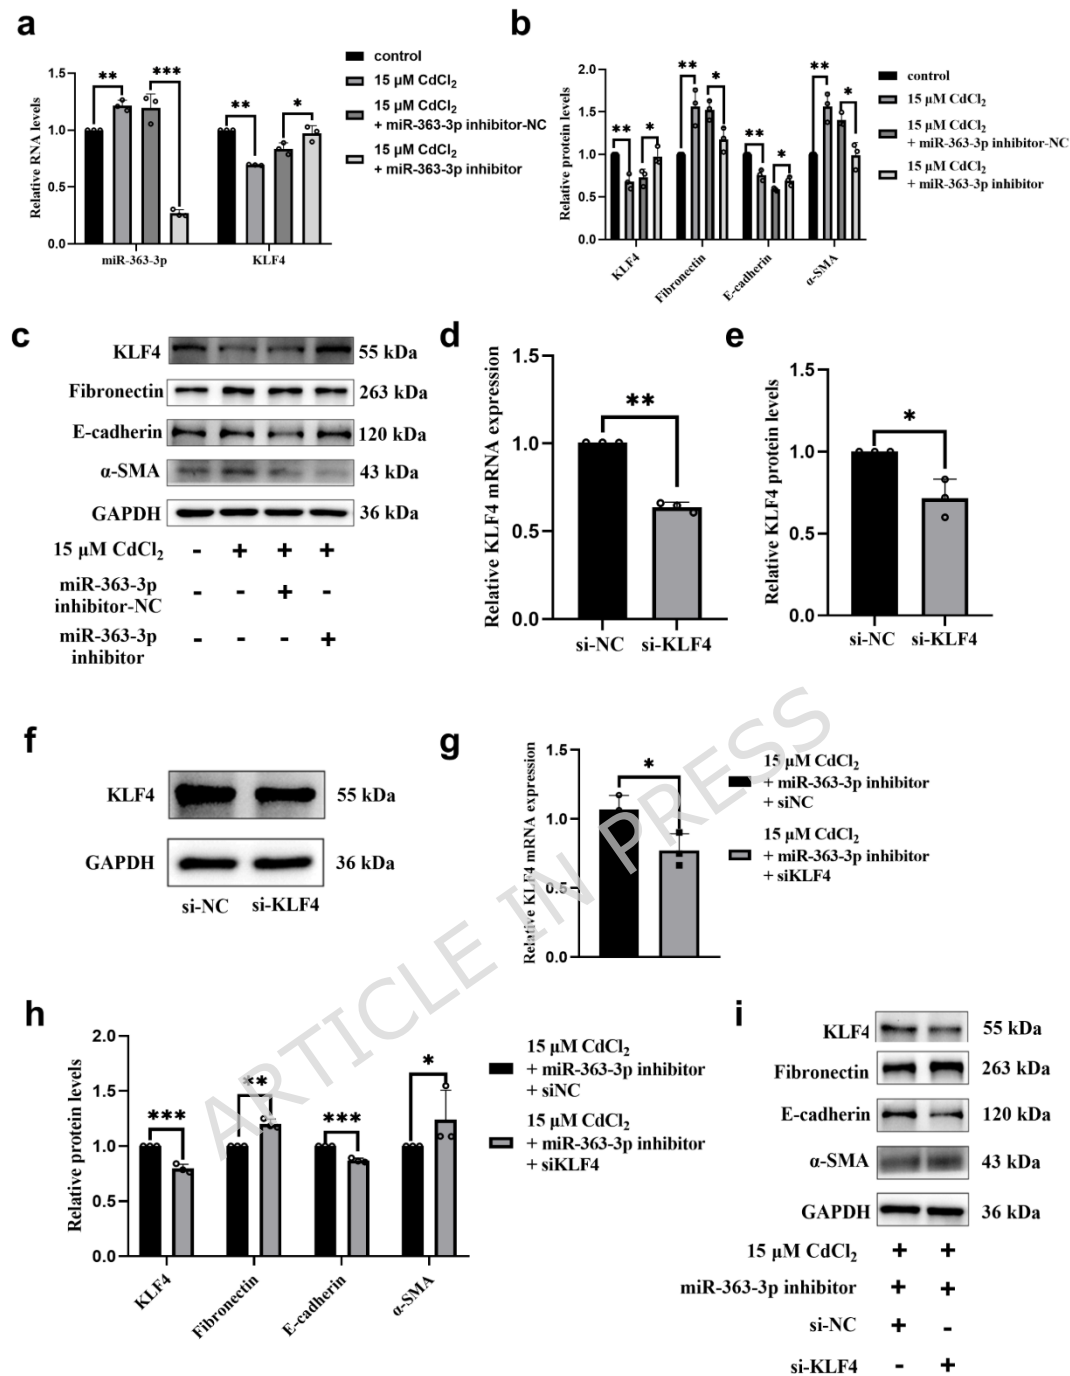 a
** ***
** *
1.5
1.0
0.5
0.0
Relative RNA levels
miR-363-3p KLF4
control
15 μM CdCl₂
15 μM CdCl₂
+ miR-363-3p inhibitor-NC
15 μM CdCl₂
+ miR-363-3p inhibitor
b
** * ** * ** * ** *
2.0
1.5
1.0
0.5
0.0
Relative protein levels
KLF4 Fibronectin E-cadherin α-SMA
control
15 μM CdCl₂
15 μM CdCl₂
+ miR-363-3p inhibitor-NC
15 μM CdCl₂
+ miR-363-3p inhibitor
c
KLF4 55 kDa
Fibronectin 263 kDa
E-cadherin 120 kDa
α-SMA 43 kDa
GAPDH 36 kDa
15 μM CdCl₂ - + + +
miR-363-3p
inhibitor-NC - - + -
miR-363-3p
inhibitor - - - +
d
**
1.5
1.0
0.5
0.0
Relative KLF4 mRNA expression
si-NC si-KLF4
e
*
1.5
1.0
0.5
0.0
Relative KLF4 protein levels
si-NC si-KLF4
f
KLF4 55 kDa
GAPDH 36 kDa
si-NC si-KLF4
g
*
1.5
1.0
0.5
0.0
Relative KLF4 mRNA expression
15 μM CdCl₂
+ miR-363-3p inhibitor
+ siNC
15 μM CdCl₂
+ miR-363-3p inhibitor
+ siKLF4
h
*** ** *** *
2.0
1.5
1.0
0.5
0.0
Relative protein levels
KLF4 Fibronectin E-cadherin α-SMA
15 μM CdCl₂
+ miR-363-3p inhibitor
+ siNC
15 μM CdCl₂
+ miR-363-3p inhibitor
+ siKLF4
i
KLF4 55 kDa
Fibronectin 263 kDa
E-cadherin 120 kDa
α-SMA 43 kDa
GAPDH 36 kDa
15 μM CdCl₂ + +
miR-363-3p inhibitor + +
si-NC + -
si-KLF4 - +
ARTICLE IN PRESS